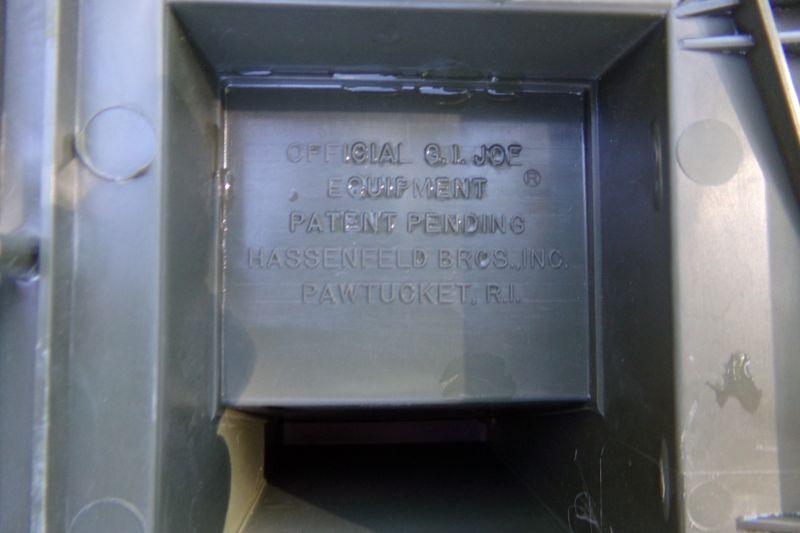 OFFICIAL G.I. JOE
EQUIPMENT ®
PATENT PENDING
HASSENFELD BROS., INC.
PAWTUCKET, R.I.